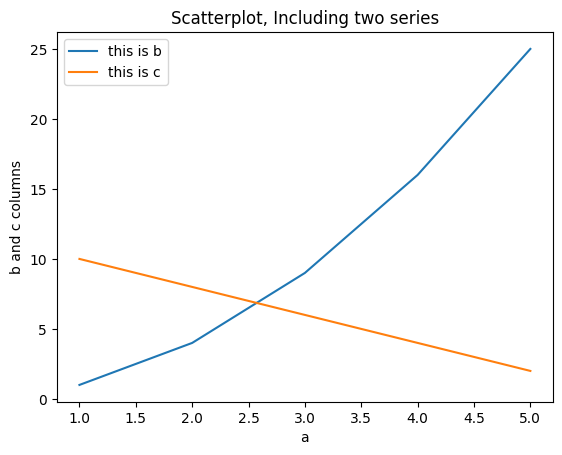 Scatterplot, Including two series
this is b
this is c
25
20
15
10
5
0
b and c columns
1.0 1.5 2.0 2.5 3.0 3.5 4.0 4.5 5.0
a